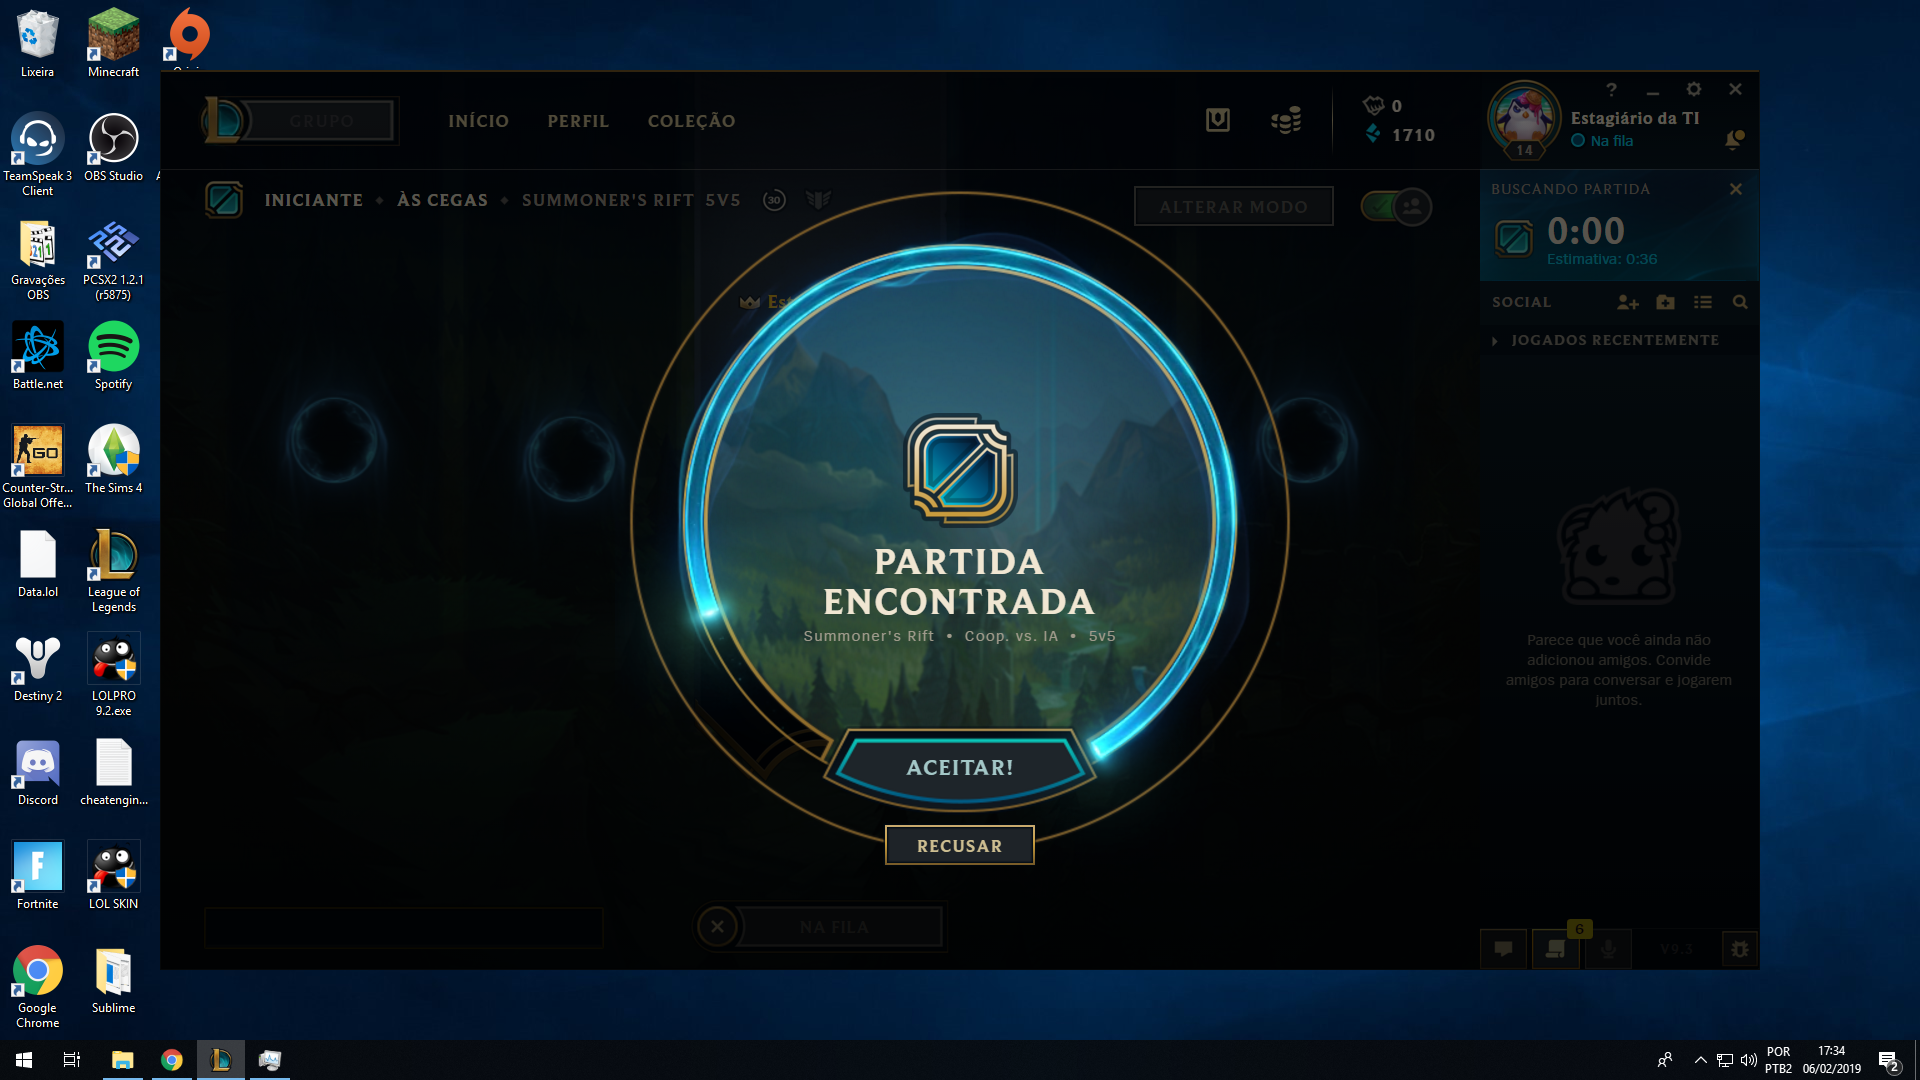 Lixeira
Minecraft
TeamSpeak 3
Client
OBS Studio
Gravações
OBS
PCSX2 1.2.1
(r5875)
Battle.net
Spotify
Counter-Str...
Global Offe...
The Sims 4
Data.lol
League of
Legends
Destiny 2
LOLPRO
9.2.exe
Discord
cheatengin...
Fortnite
LOL SKIN
Google
Chrome
Sublime
GRUPO
INÍCIO
PERFIL
COLEÇÃO
0
1710
14
Estagiário da TI
Na fila
INICIANTE
ÀS CEGAS
SUMMONER'S RIFT 5V5
30
ALTERAR MODO
BUSCANDO PARTIDA
0:00
Estimativa: 0:36
SOCIAL
JOGADOS RECENTEMENTE
PARTIDA
ENCONTRADA
Summoner's Rift • Coop. vs. IA • 5v5
ACEITAR!
RECUSAR
Parece que você ainda não
adicionou amigos. Convide
amigos para conversar e jogarem
juntos.
NA FILA
6
V9.3
POR
PTB2
17:34
06/02/2019
2